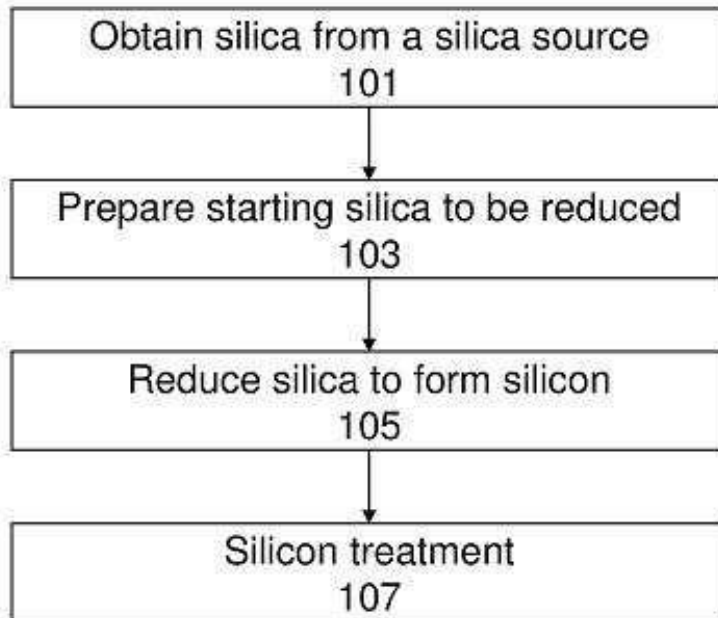 Obtain silica from a silica source
101
Prepare starting silica to be reduced
103
Reduce silica to form silicon
105
Silicon treatment
107